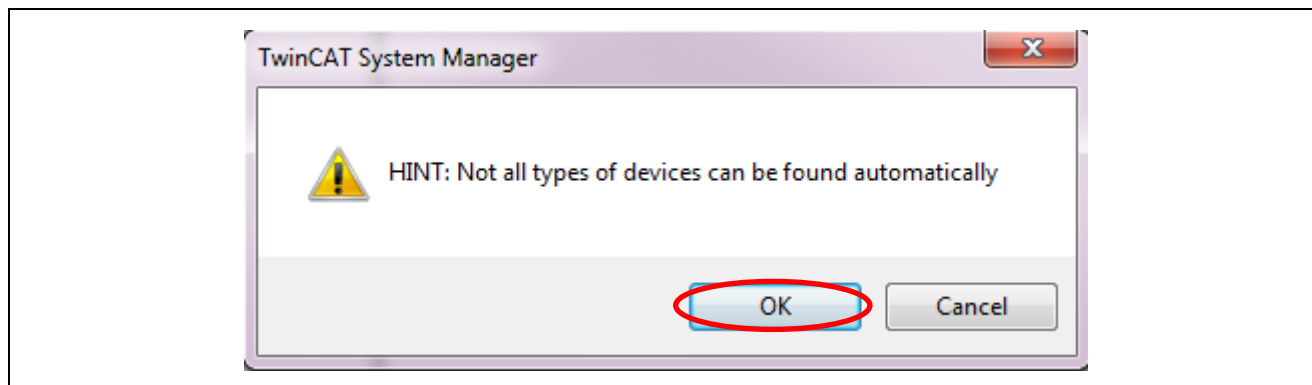 TwinCAT System Manager
HINT: Not all types of devices can be found automatically
OK
Cancel